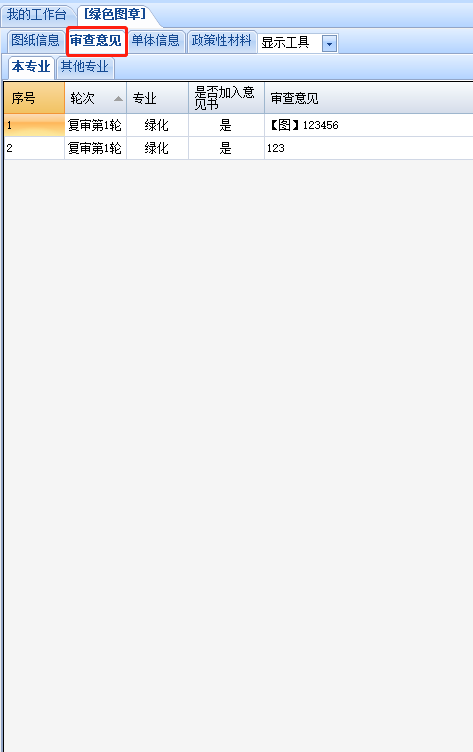 我的工作台 [绿色图章]
图纸信息 审查意见 单体信息 政策性材料 显示工具
本专业 其他专业
序号 轮次 专业 是否加入意见书 审查意见
1 复审第1轮 绿化 是 【图】123456
2 复审第1轮 绿化 是 123